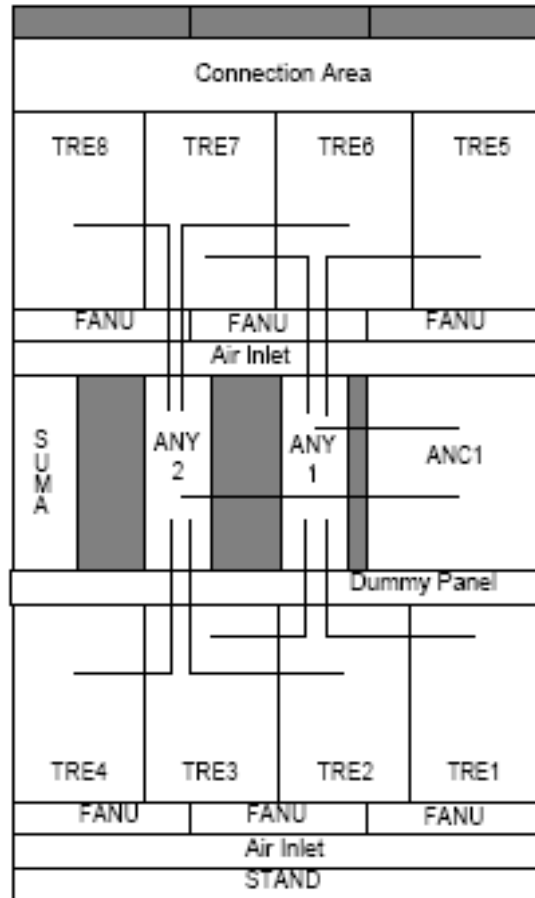 Connection Area
TRE8 TRE7 TRE6 TRE5
FANU FANU FANU
Air Inlet
SUMA
ANY 2
ANY 1
ANC1
Dummy Panel
TRE4 TRE3 TRE2 TRE1
FANU FANU FANU
Air Inlet
STAND